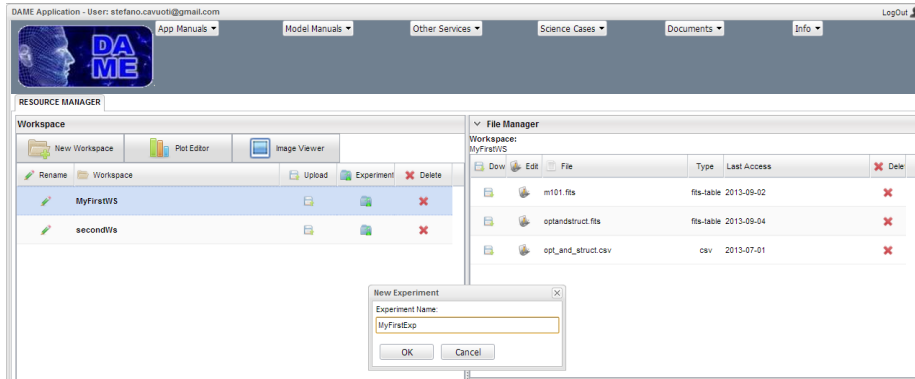 DAME Application - User: stefano.cavuoti@gmail.com
LogOut
DAME
App Manuals
Model Manuals
Other Services
Science Cases
Documents
Info
RESOURCE MANAGER
Workspace
New Workspace
Plot Editor
Image Viewer
Rename Workspace Upload Experiment Delete
MyFirstWS
secondWs
File Manager
Workspace:
MyFirstWS
Dow Edit File Type Last Access Dele
m101.fits fits-table 2013-09-02
optandstruct.fits fits-table 2013-09-04
opt_and_struct.csv csv 2013-07-01
New Experiment
Experiment Name:
MyFirstExp
OK Cancel